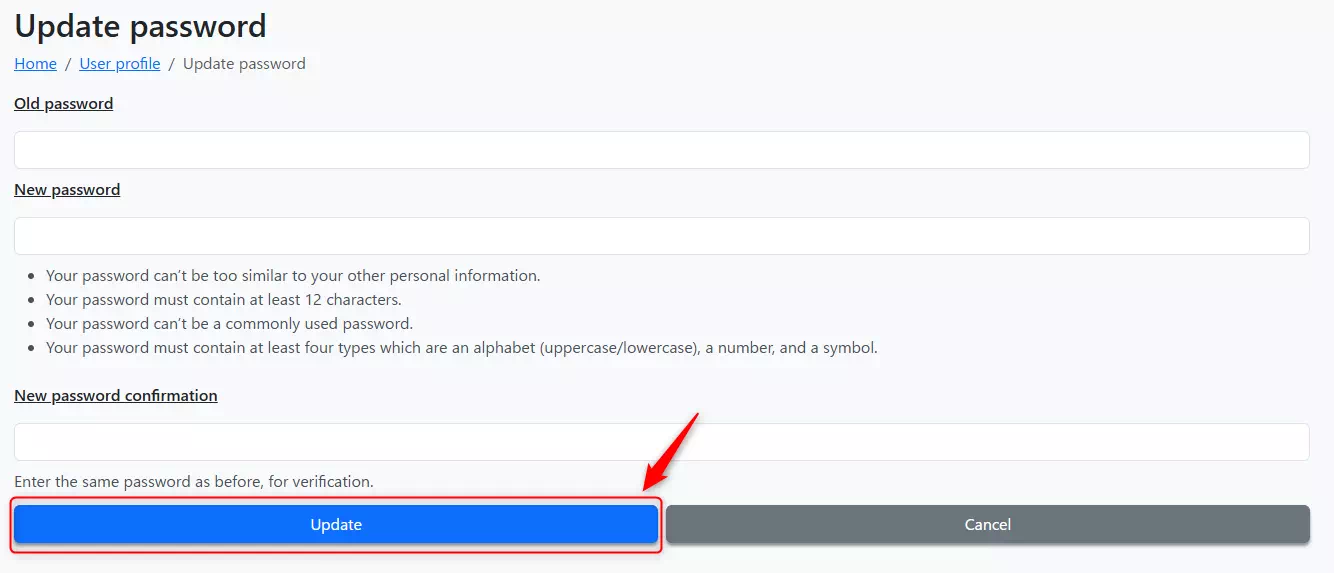 Update password
Home / User profile / Update password
Old password
New password
Your password can't be too similar to your other personal information.
Your password must contain at least 12 characters.
Your password can't be a commonly used password.
Your password must contain at least four types which are an alphabet (uppercase/lowercase), a number, and a symbol.
New password confirmation
Enter the same password as before, for verification.
Update
Cancel